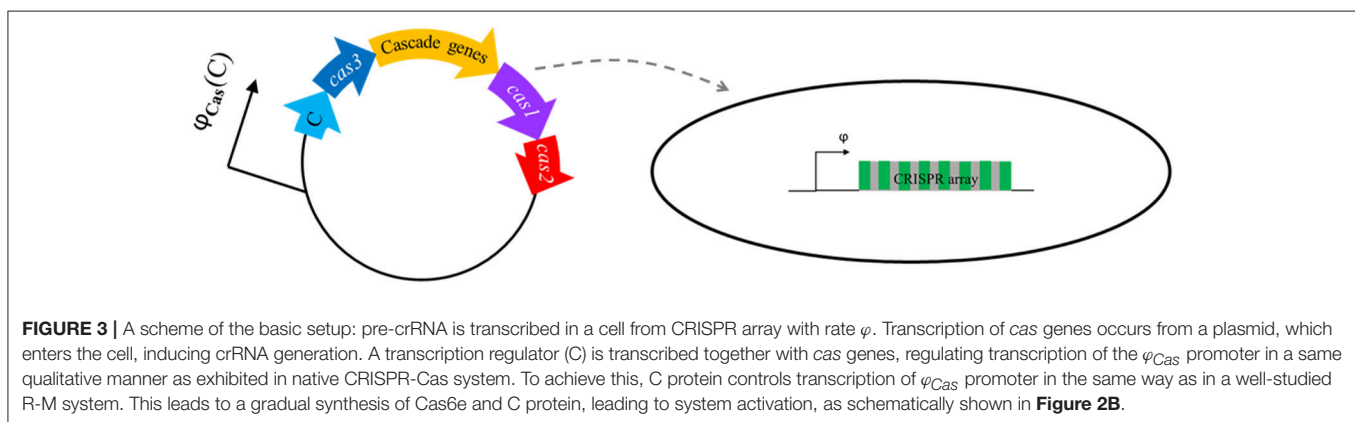 φCas(C)
C
cas3
Cascade genes
cas1
cas2
φ
CRISPR array
FIGURE 3 | A scheme of the basic setup: pre-crRNA is transcribed in a cell from CRISPR array with rate φ. Transcription of cas genes occurs from a plasmid, which
enters the cell, inducing crRNA generation. A transcription regulator (C) is transcribed together with cas genes, regulating transcription of the φCas promoter in a same
qualitative manner as exhibited in native CRISPR-Cas system. To achieve this, C protein controls transcription of φCas promoter in the same way as in a well-studied
R-M system. This leads to a gradual synthesis of Cas6e and C protein, leading to system activation, as schematically shown in Figure 2B.